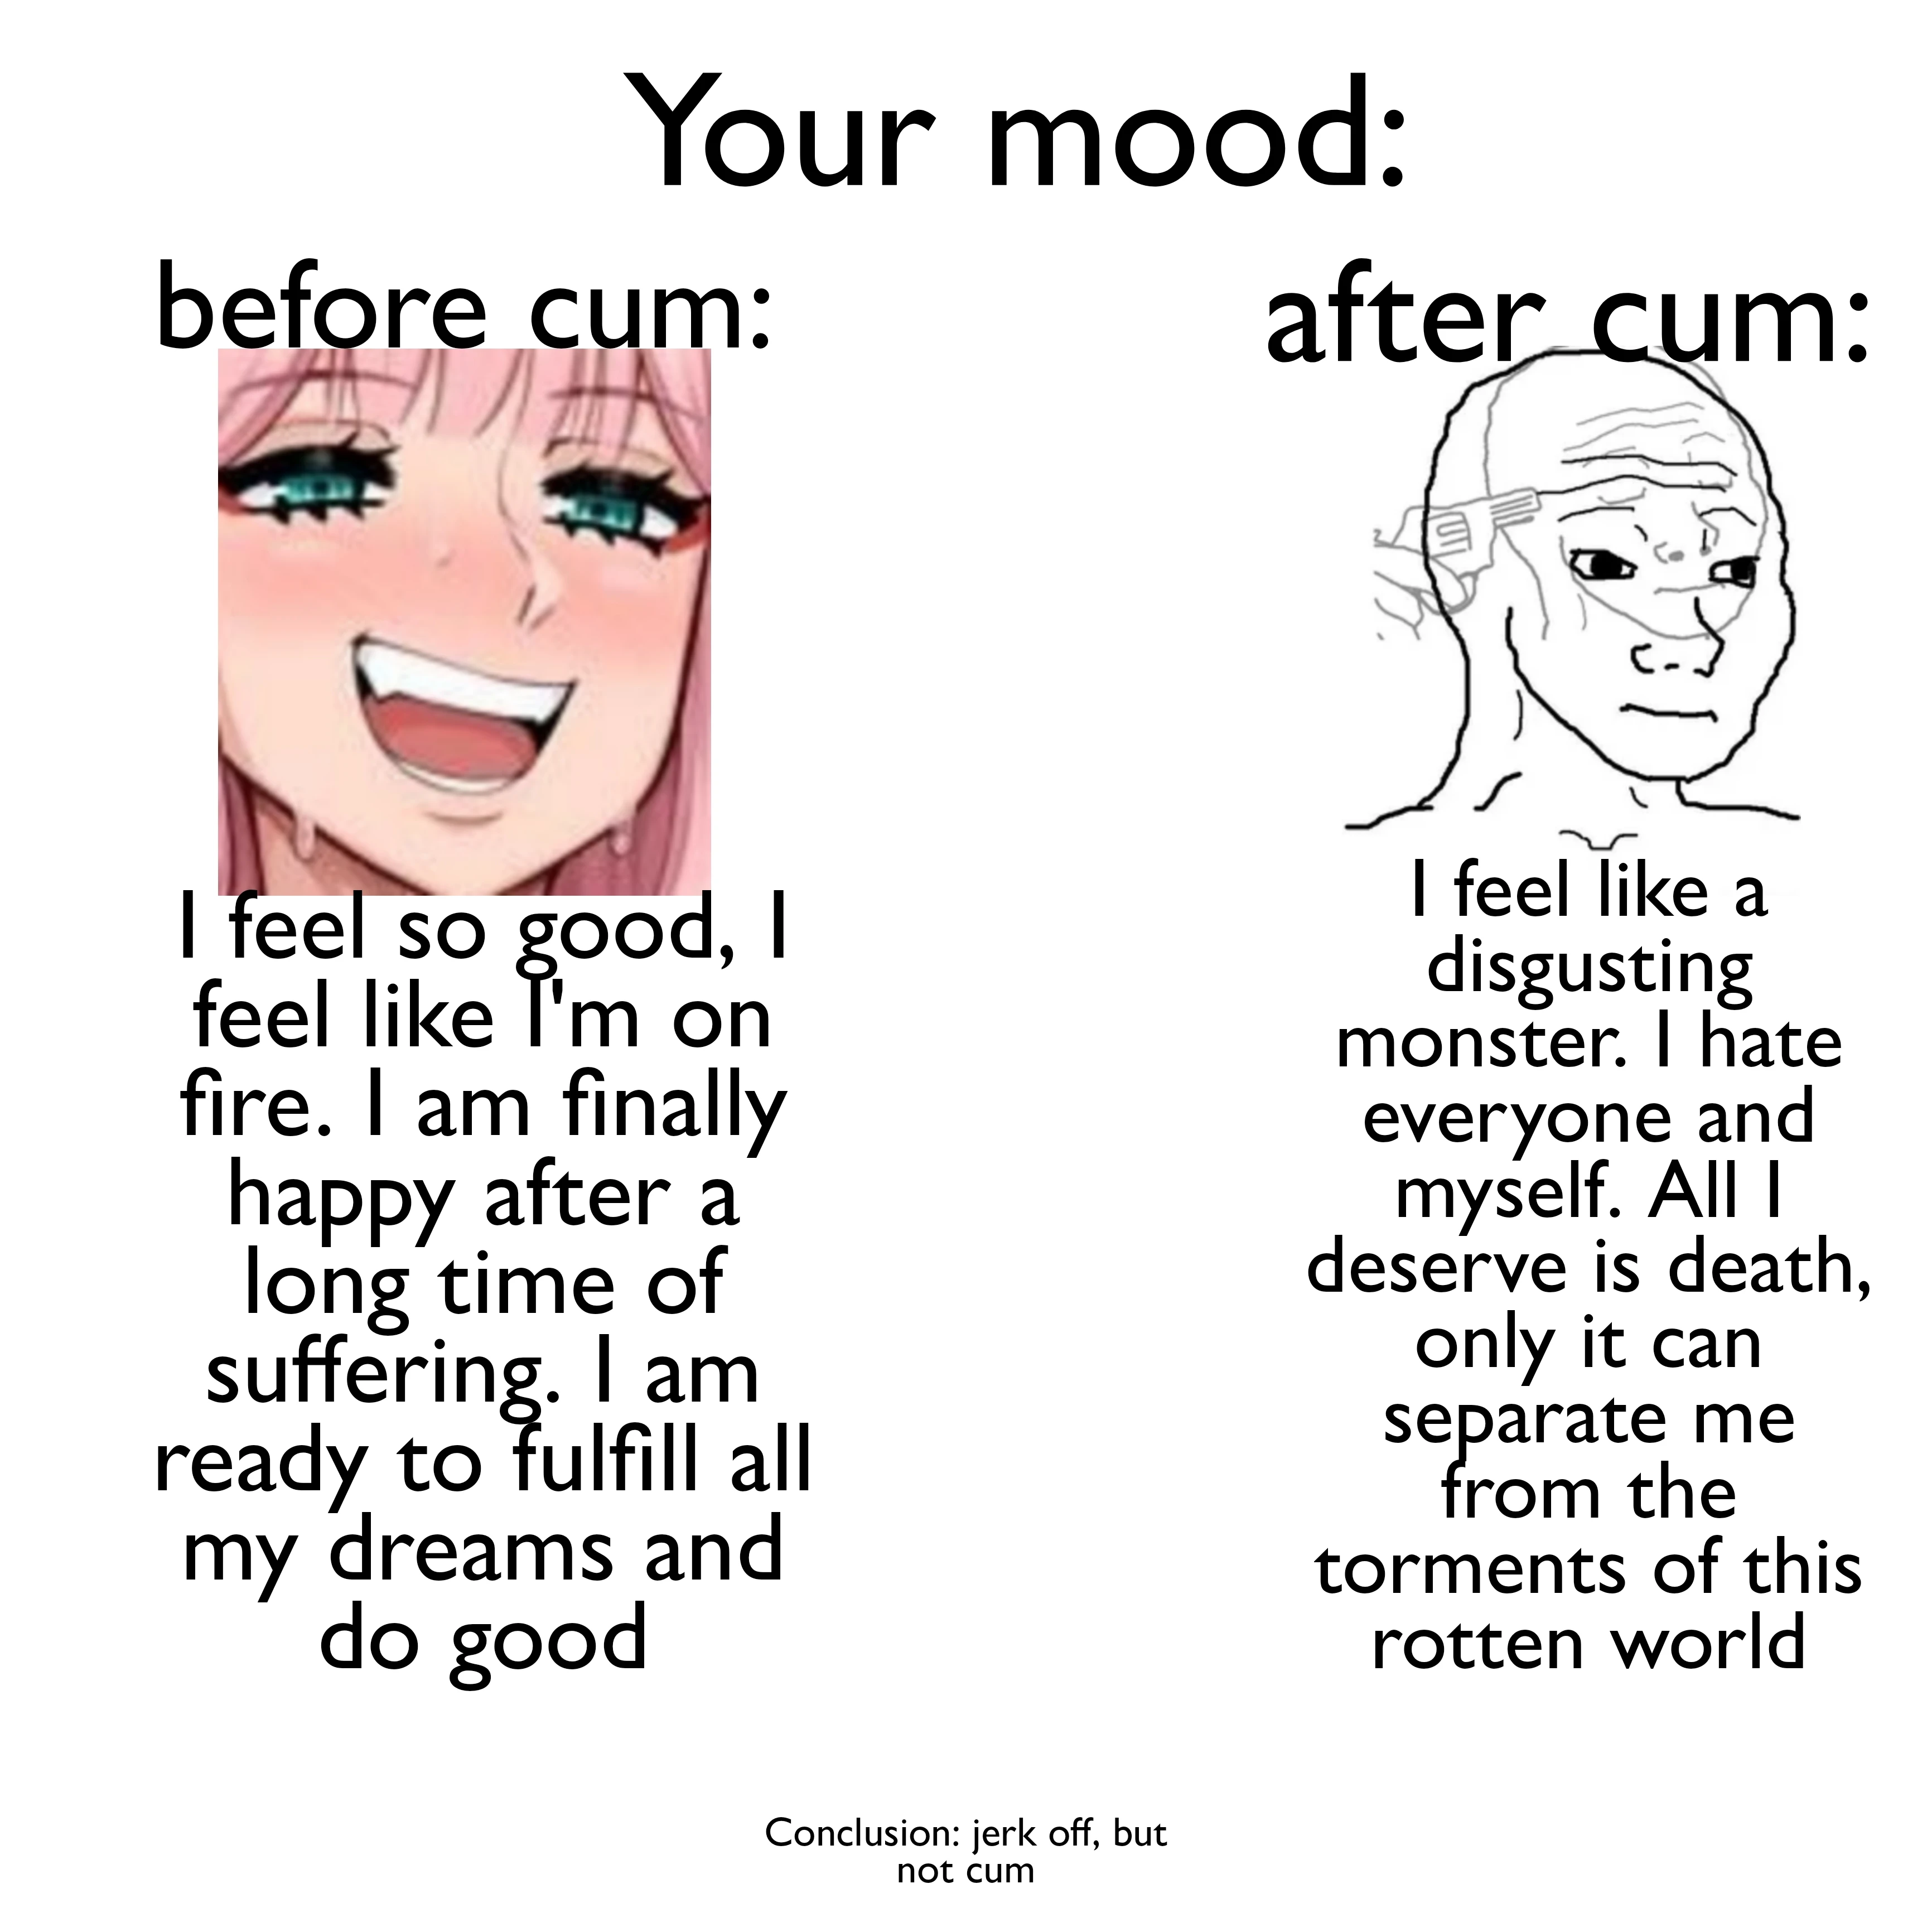 Your mood:
before cum:
after cum:
I feel so good, I
feel like I'm on
fire. I am finally
happy after a
long time of
suffering. I am
ready to fulfill all
my dreams and
do good
I feel like a
disgusting
monster. I hate
everyone and
myself. All I
deserve is death,
only it can
separate me
from the
torments of this
rotten world
Conclusion: jerk off, but
not cum